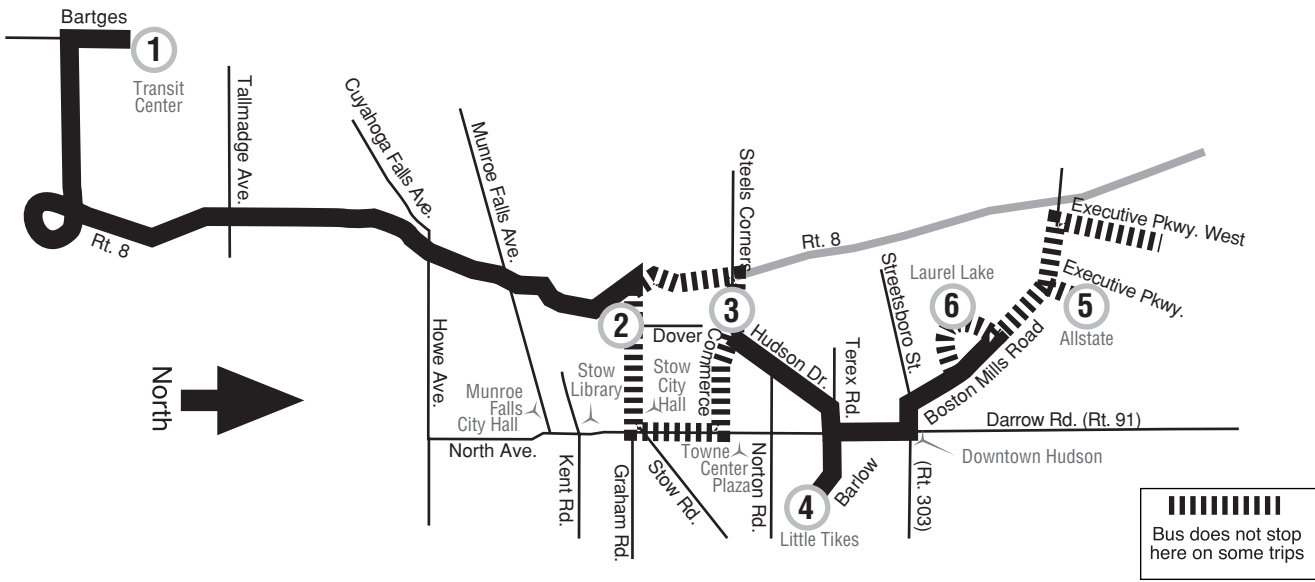 Bartges
1
Transit
Center
Tallmadge Ave.
Cuyahoga Falls Ave.
Munroe Falls Ave.
Rt. 8
Steels Corners
Rt. 8
Executive Pkwy. West
Executive Pkwy.
Streetsboro St.
Laurel Lake
6
5
Allstate
2
3
Dover
Commerce
Hudson Dr.
Terex Rd.
Boston Mills Road
Howe Ave.
North
Munroe
Falls
City Hall
Stow
Library
Stow
City
Hall
North Ave.
Kent Rd.
Graham Rd.
Stow Rd.
Towne
Center
Plaza
Norton Rd.
4
Little Tikes
Barlow
(Rt. 303)
Darrow Rd. (Rt. 91)
Downtown Hudson
Bus does not stop
here on some trips